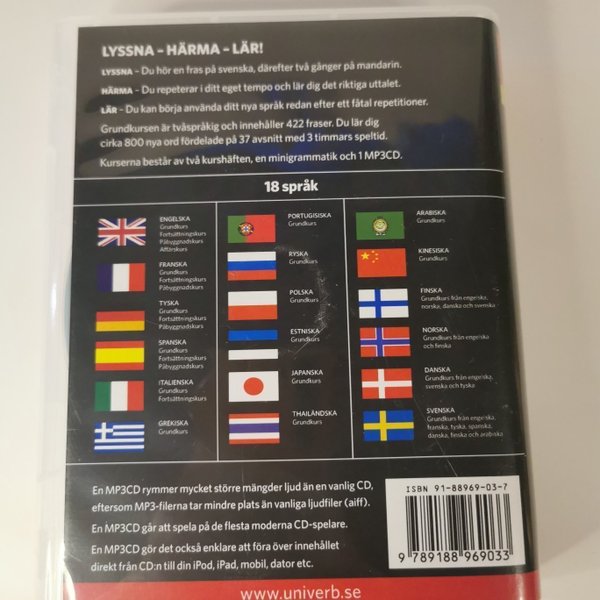 LYSSNA – HÄRMA – LÄR!
LYSSNA – Du hör en fras på svenska, därefter två gånger på mandarin.
HÄRMA – Du repeterar i ditt eget tempo och lär dig det riktiga uttalet.
LÄR – Du kan börja använda ditt nya språk redan efter ett fåtal repetitioner.
Grundkursen är tvåspråkig och innehåller 422 fraser. Du lär dig
cirka 800 nya ord fördelade på 37 avsnitt med 3 timmars speltid.
Kurserna består av två kurshäften, en minigrammatik och 1 MP3CD.
18 språk
ENGELSKA
Grundkurs
Fortsättningskurs
Påbyggnadskurs
Affärskurs
FRANSKA
Grundkurs
Fortsättningskurs
Påbyggnadskurs
TYSKA
Grundkurs
Fortsättningskurs
Påbyggnadskurs
SPANSKA
Grundkurs
Fortsättningskurs
Påbyggnadskurs
ITALIENSKA
Grundkurs
Fortsättningskurs
GREKISKA
Grundkurs
PORTUGISISKA
Grundkurs
RYSKA
Grundkurs
POLSKA
Grundkurs
ESTNISKA
Grundkurs
JAPANSKA
Grundkurs
THAILÄNDSKA
Grundkurs
ARABISKA
Grundkurs
KINESISKA
Grundkurs
FINSKA
Grundkurs från engelska,
norska, danska och svenska
NORSKA
Grundkurs från engelska
och finska
DANSKA
Grundkurs från engelska,
svenska och tyska
SVENSKA
Grundkurs från engelska,
franska, tyska, spanska,
danska, finska och arabiska
En MP3CD rymmer mycket större mängder ljud än en vanlig CD,
eftersom MP3-filerna tar mindre plats än vanliga ljudfiler (aiff).
En MP3CD går att spela på de flesta moderna CD-spelare.
En MP3CD gör det också enklare att föra över innehållet
direkt från CD:n till din iPod, iPad, mobil, dator etc.
ISBN 91-88969-03-7
9 789188 969033
www.univerb.se